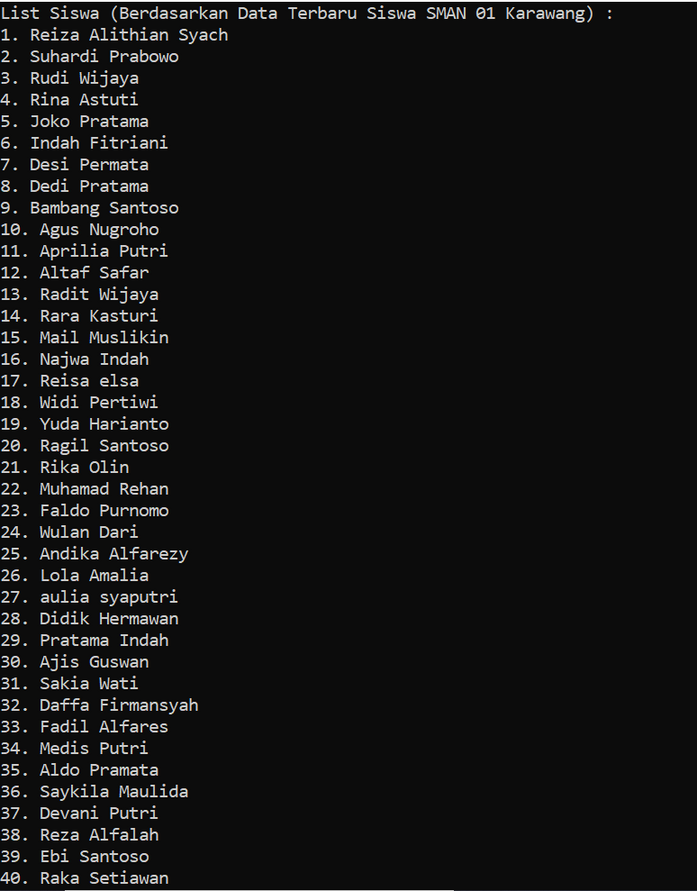 List Siswa (Berdasarkan Data Terbaru Siswa SMAN 01 Karawang) :
1. Reiza Alithian Syach
2. Suhardi Prabowo
3. Rudi Wijaya
4. Rina Astuti
5. Joko Pratama
6. Indah Fitriani
7. Desi Permata
8. Dedi Pratama
9. Bambang Santoso
10. Agus Nugroho
11. Aprilia Putri
12. Altaf Safar
13. Radit Wijaya
14. Rara Kasturi
15. Mail Muslikin
16. Najwa Indah
17. Reisa elsa
18. Widi Pertiwi
19. Yuda Harianto
20. Ragil Santoso
21. Rika Olin
22. Muhamad Rehan
23. Faldo Purnomo
24. Wulan Dari
25. Andika Alfarezy
26. Lola Amalia
27. aulia syaputri
28. Didik Hermawan
29. Pratama Indah
30. Ajis Guswan
31. Sakia Wati
32. Daffa Firmansyah
33. Fadil Alfares
34. Medis Putri
35. Aldo Pramata
36. Saykila Maulida
37. Devani Putri
38. Reza Alfalah
39. Ebi Santoso
40. Raka Setiawan